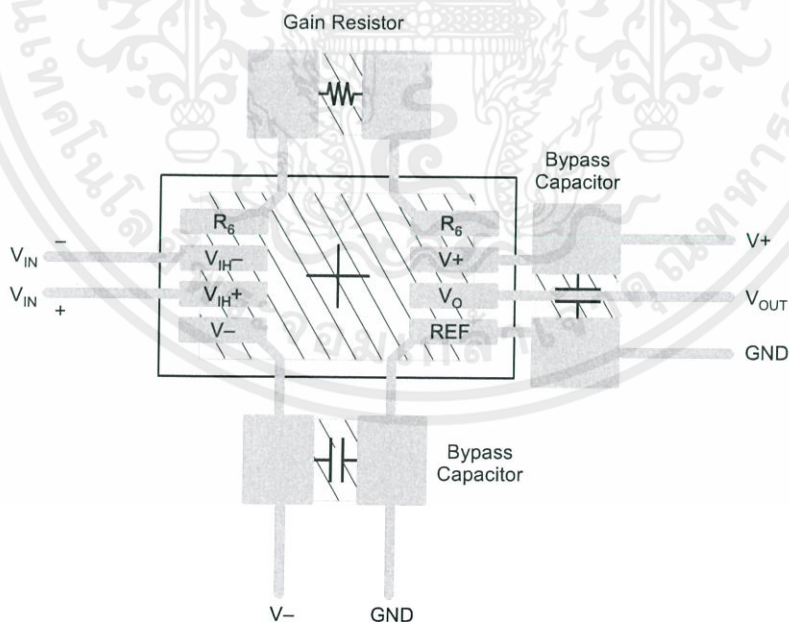 Gain Resistor
Bypass
Capacitor
R6
R6
VIN –
VIH–
V+
V+
VIN +
VIH+
VO
VOUT
V–
REF
GND
Bypass
Capacitor
V–
GND